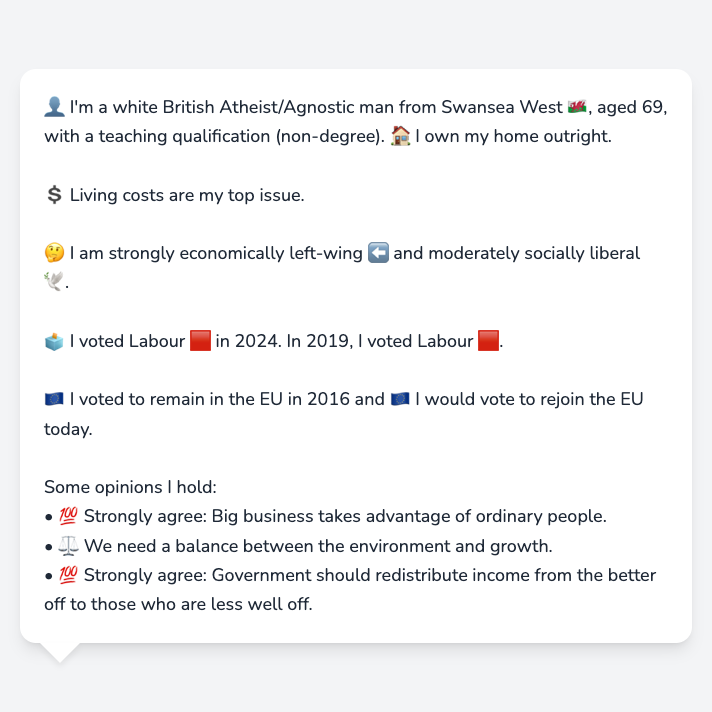 👤 I'm a white British Atheist/Agnostic man from Swansea West 🏴󠁧󠁢󠁷󠁬󠁳󠁿, aged 69,
with a teaching qualification (non-degree). 🏠 I own my home outright.
💲 Living costs are my top issue.
🤔 I am strongly economically left-wing ⬅️ and moderately socially liberal
🕊️.
🗳️ I voted Labour 🟥 in 2024. In 2019, I voted Labour 🟥.
🇪🇺 I voted to remain in the EU in 2016 and 🇪🇺 I would vote to rejoin the EU
today.
Some opinions I hold:
• 💯 Strongly agree: Big business takes advantage of ordinary people.
• ⚖️ We need a balance between the environment and growth.
• 💯 Strongly agree: Government should redistribute income from the better
off to those who are less well off.